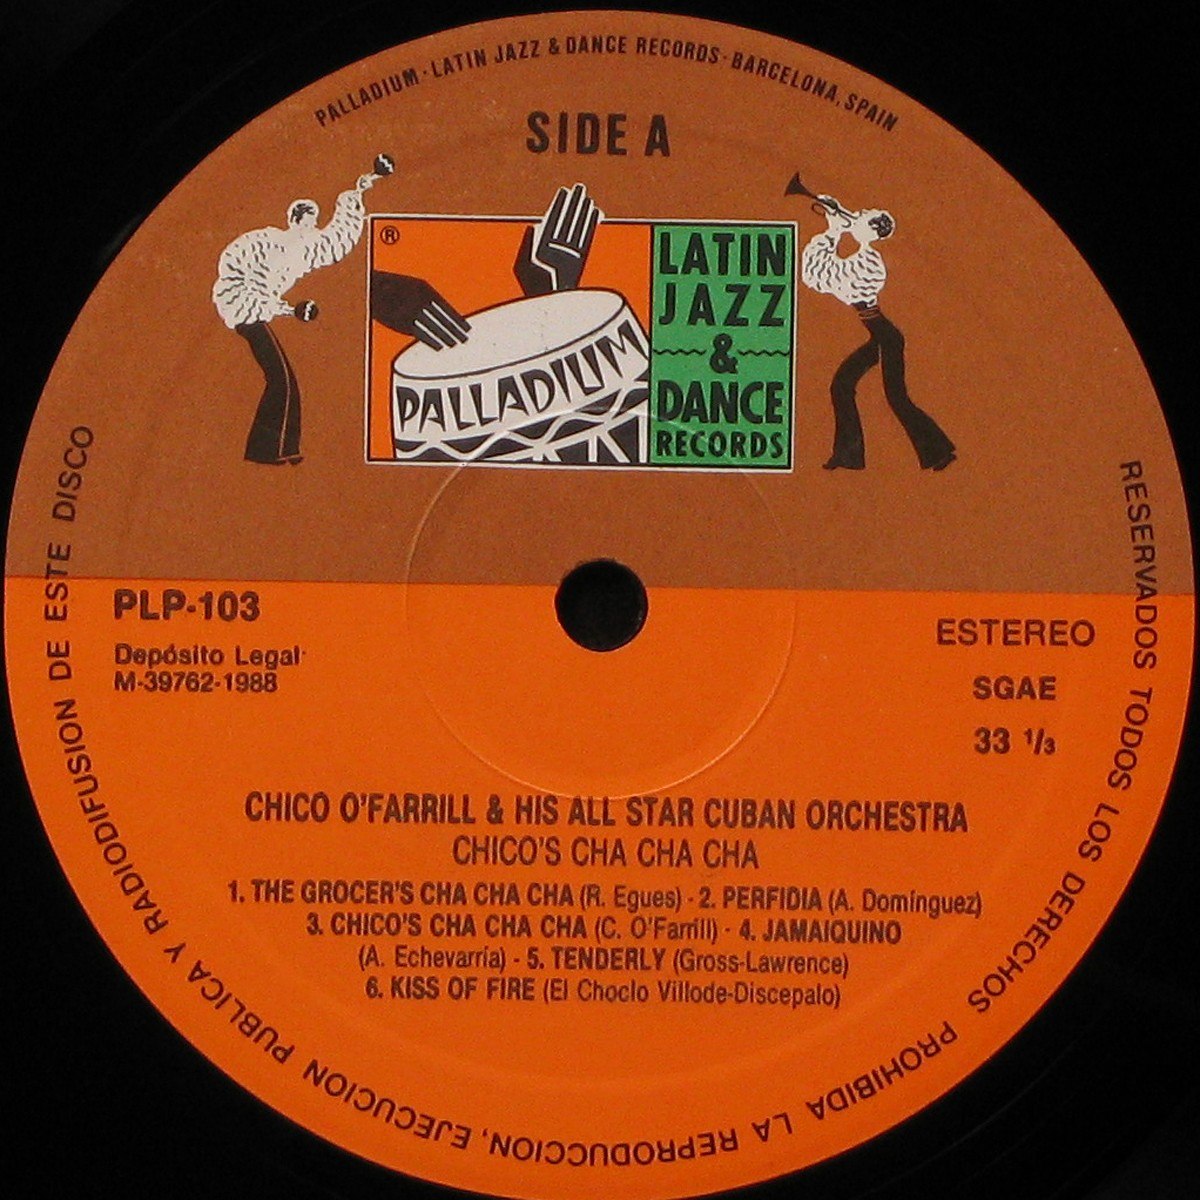 PALLADIUM · LATIN JAZZ & DANCE RECORDS · BARCELONA, SPAIN
SIDE A
®
PALLADIUM
LATIN
JAZZ
&
DANCE
RECORDS
PLP-103
Depósito Legal
M-39762-1988
ESTEREO
SGAE
33 1/3
CHICO O'FARRILL & HIS ALL STAR CUBAN ORCHESTRA
CHICO'S CHA CHA CHA
1. THE GROCER'S CHA CHA CHA (R. Egues) · 2. PERFIDIA (A. Domínguez)
3. CHICO'S CHA CHA CHA (C. O'Farrill) · 4. JAMAIQUINO
(A. Echevarría) · 5. TENDERLY (Gross-Lawrence)
6. KISS OF FIRE (El Choclo Villode-Discepalo)
RESERVADOS TODOS LOS DERECHOS PROHIBIDA LA REPRODUCCION, EJECUCION PUBLICA Y RADIODIFUSION DE ESTE DISCO